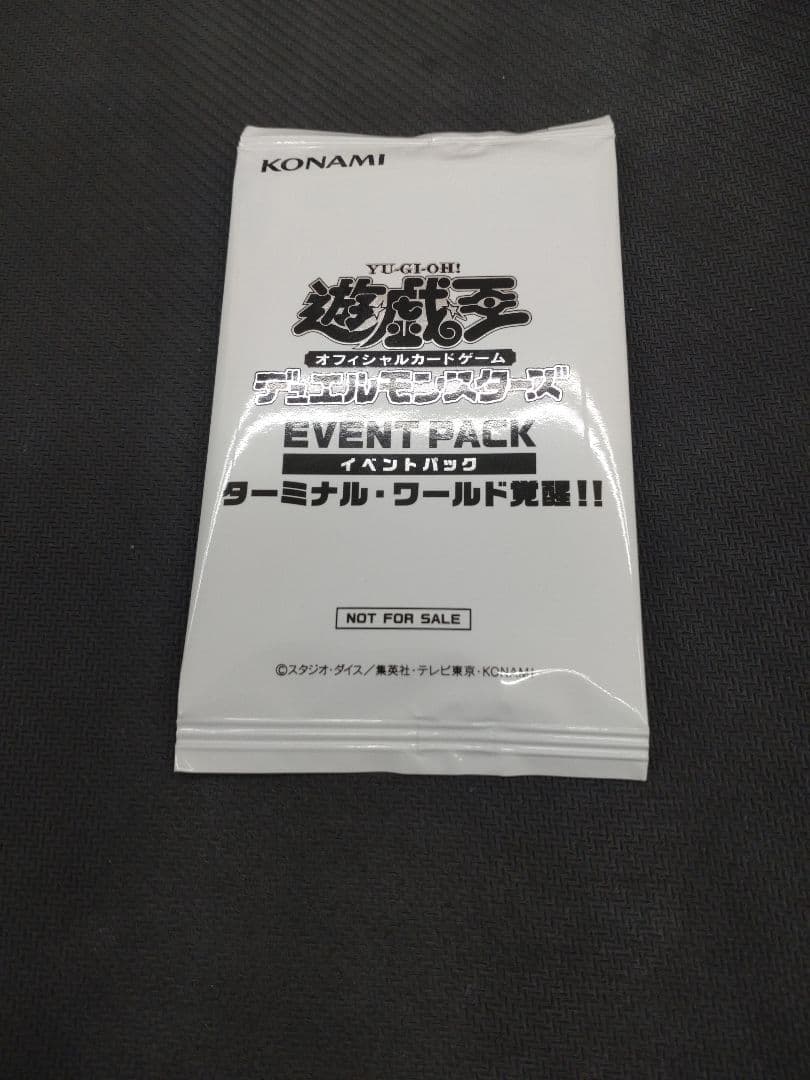 KONAMI
YU-GI-OH!
遊戯王
オフィシャルカードゲーム
デュエルモンスターズ
EVENT PACK
イベントパック
ターミナル・ワールド覚醒!!
NOT FOR SALE
©スタジオ・ダイス/集英社・テレビ東京・KONAMI